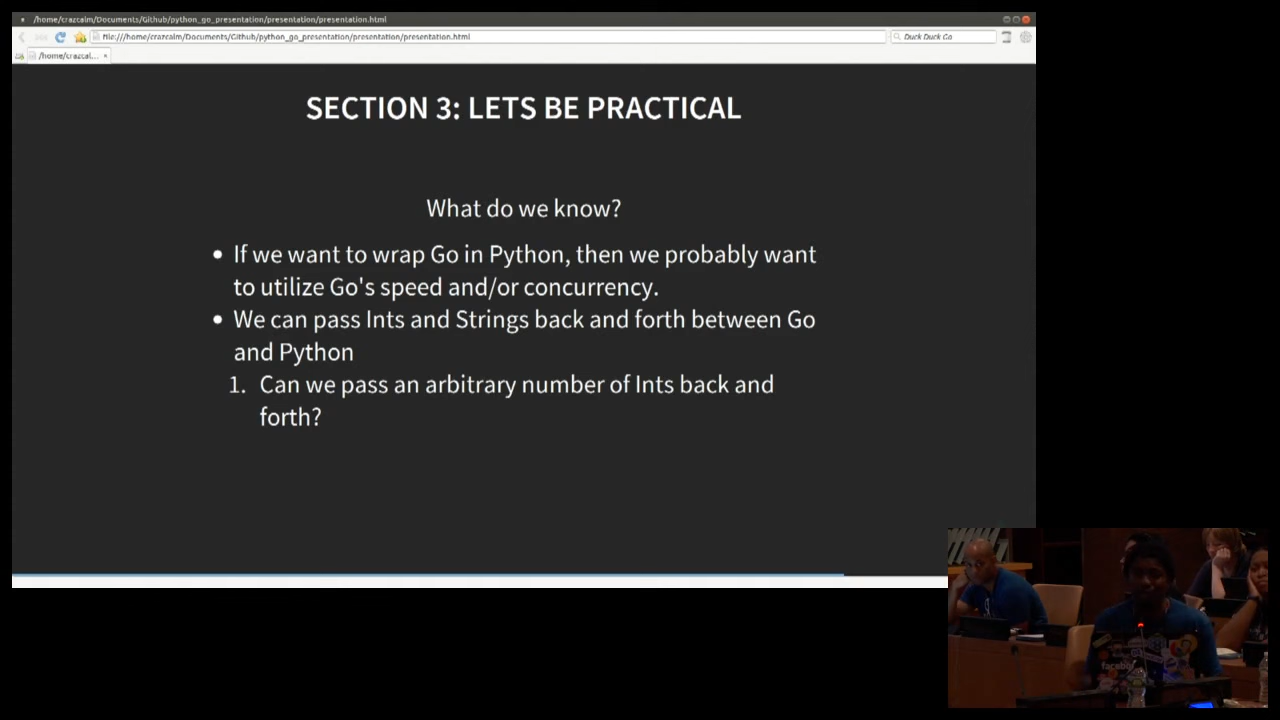 /home/crazcalm/Documents/Github/python_go_presentation/presentation/presentation.html
file:///home/crazcalm/Documents/Github/python_go_presentation/presentation/presentation.html
Duck Duck Go
/home/crazcal...
SECTION 3: LETS BE PRACTICAL
What do we know?
• If we want to wrap Go in Python, then we probably want
to utilize Go's speed and/or concurrency.
• We can pass Ints and Strings back and forth between Go
and Python
1. Can we pass an arbitrary number of Ints back and
forth?